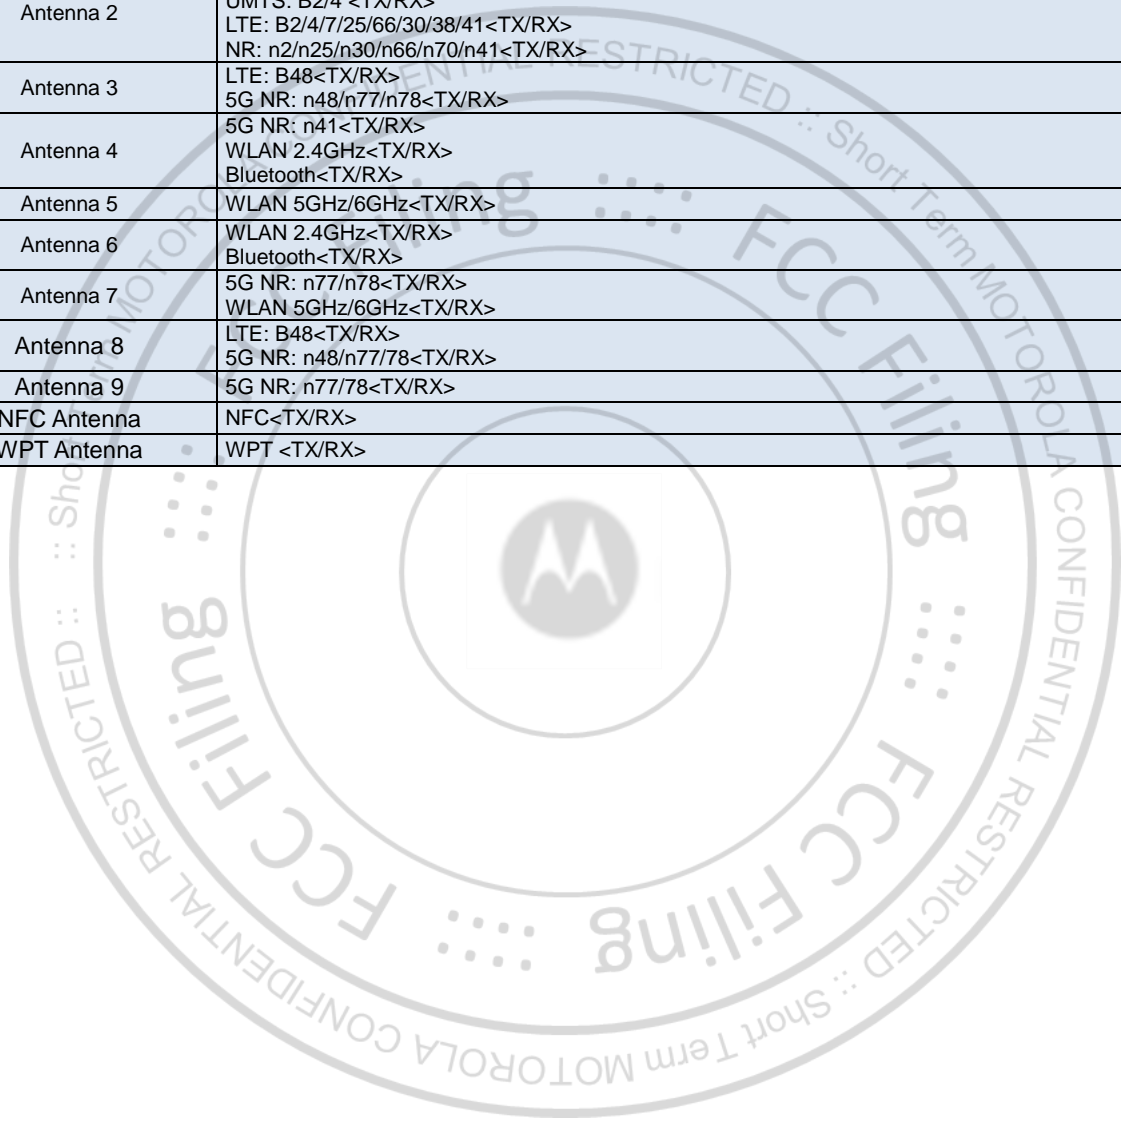 Antenna 2
UMTS: B2/4 <TX/RX>
LTE: B2/4/7/25/66/30/38/41<TX/RX>
NR: n2/n25/n30/n66/n70/n41<TX/RX>
Antenna 3
LTE: B48<TX/RX>
5G NR: n48/n77/n78<TX/RX>
Antenna 4
5G NR: n41<TX/RX>
WLAN 2.4GHz<TX/RX>
Bluetooth<TX/RX>
Antenna 5
WLAN 5GHz/6GHz<TX/RX>
Antenna 6
WLAN 2.4GHz<TX/RX>
Bluetooth<TX/RX>
Antenna 7
5G NR: n77/n78<TX/RX>
WLAN 5GHz/6GHz<TX/RX>
Antenna 8
LTE: B48<TX/RX>
5G NR: n48/n77/78<TX/RX>
Antenna 9
5G NR: n77/78<TX/RX>
NFC Antenna
NFC<TX/RX>
WPT Antenna
WPT <TX/RX>
:: Short Term MOTOROLA CONFIDENTIAL RESTRICTED :: Short Term MOTOROLA CONFIDENTIAL RESTRICTED :: Short Term MOTOROLA CONFIDENTIAL RESTRICTED ::
:::: FCC Filing :::: FCC Filing :::: FCC Filing :::: FCC Filing